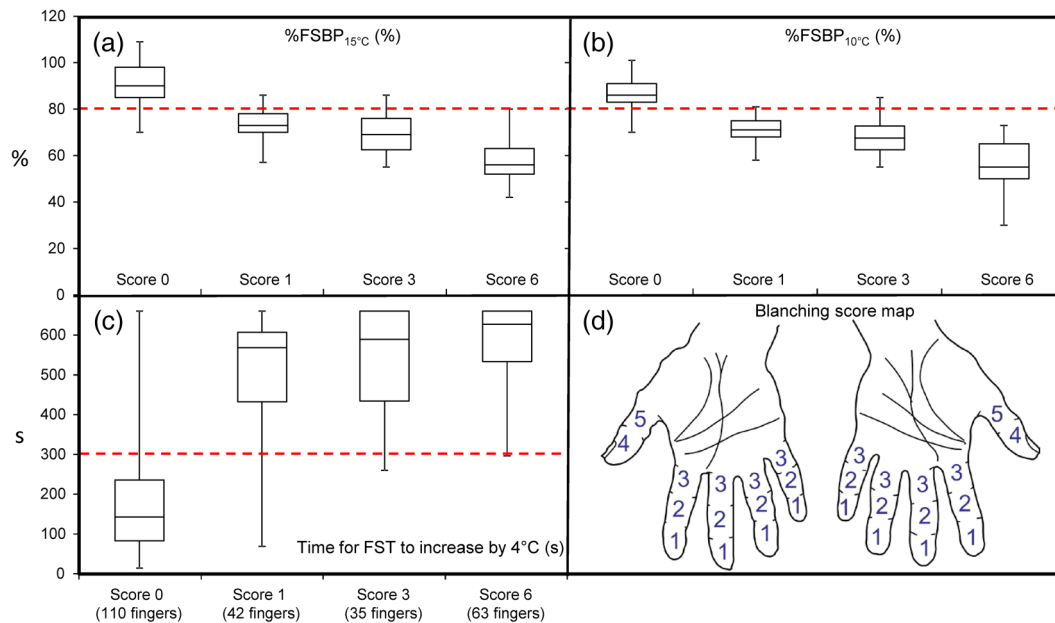 (a)
%FSBP15°C (%)
(b)
%FSBP10°C (%)
120
100
80
60
40
20
0
%
Score 0
Score 1
Score 3
Score 6
Score 0
Score 1
Score 3
Score 6
(c)
600
500
400
300
200
100
0
s
Time for FST to increase by 4°C (s)
Score 0
(110 fingers)
Score 1
(42 fingers)
Score 3
(35 fingers)
Score 6
(63 fingers)
(d)
Blanching score map
5
4
3
2
1
3
2
1
3
2
1
3
2
1
3
2
1
3
2
1
3
2
1
3
2
1
5
4